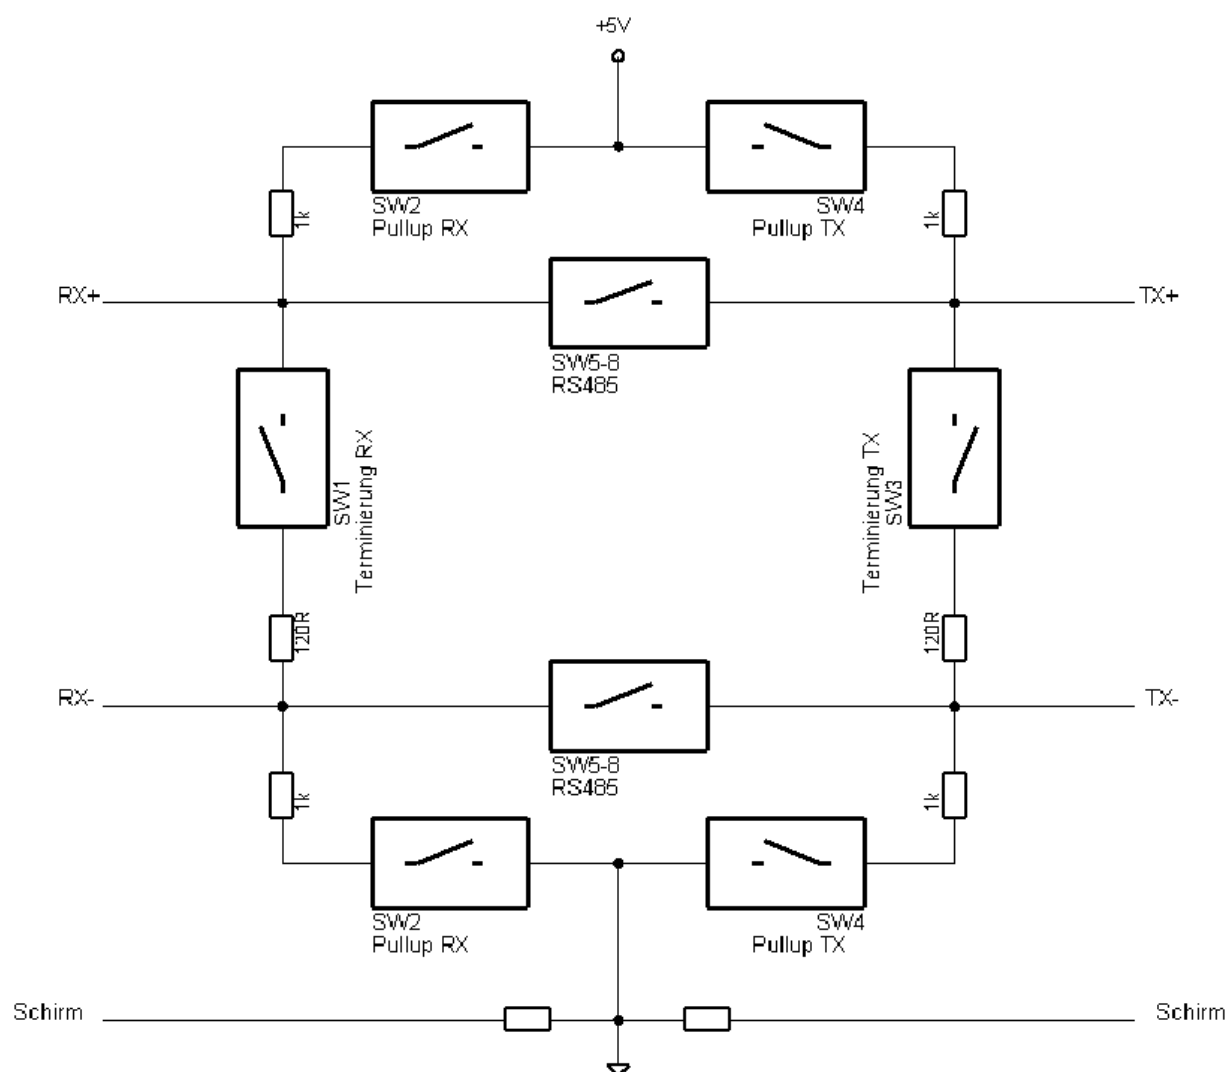 +5V
SW2
Pullup RX
SW4
Pullup TX
1k
1k
RX+
TX+
SW5-8
RS485
SW1
Terminierung RX
Terminierung TX
SW3
120R
120R
RX-
TX-
SW5-8
RS485
1k
1k
SW2
Pullup RX
SW4
Pullup TX
Schirm
Schirm